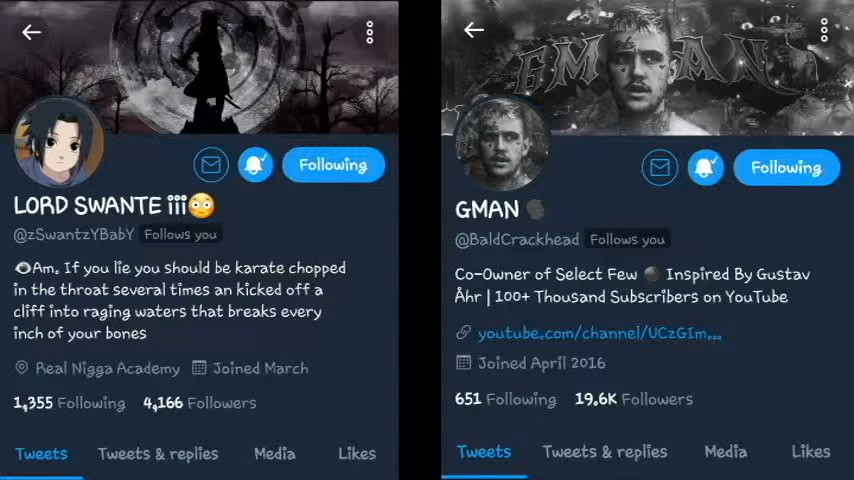 Following
LORD SWANTE iii😳
@zSwantzYBabY Follows you
👁Am. If you lie you should be karate chopped
in the throat several times an kicked off a
cliff into raging waters that breaks every
inch of your bones
Real Nigga Academy Joined March
1,355 Following 4,166 Followers
Tweets Tweets & replies Media Likes
GMAN
Following
GMAN 🗣
@BaldCrackhead Follows you
Co-Owner of Select Few 🌑 Inspired By Gustav
Åhr | 100+ Thousand Subscribers on YouTube
youtube.com/channel/UCzGIm...
Joined April 2016
651 Following 19.6K Followers
Tweets Tweets & replies Media Likes